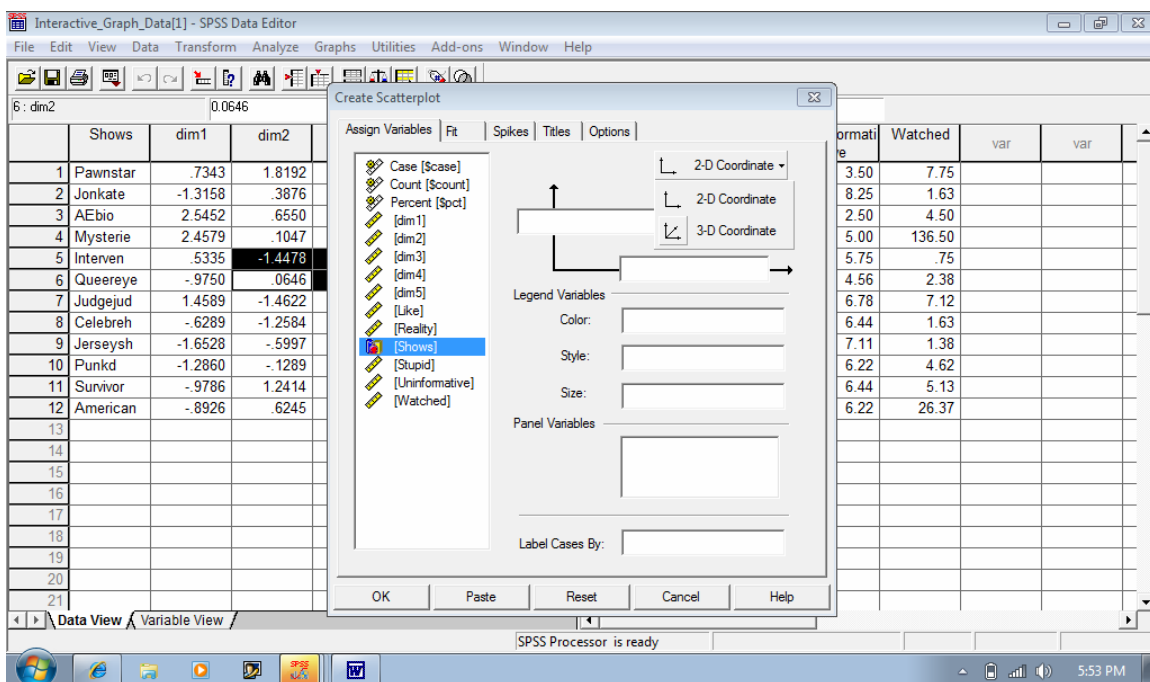 Interactive_Graph_Data[1] - SPSS Data Editor
File Edit View Data Transform Analyze Graphs Utilities Add-ons Window Help
6 : dim2 0.0646
Create Scatterplot
Assign Variables Fit Spikes Titles Options
Case [$case]
Count [$count]
Percent [$pct]
[dim1]
[dim2]
[dim3]
[dim4]
[dim5]
[Like]
[Reality]
[Shows]
[Stupid]
[Uninformative]
[Watched]
2-D Coordinate
2-D Coordinate
3-D Coordinate
Legend Variables
Color:
Style:
Size:
Panel Variables
Label Cases By:
OK Paste Reset Cancel Help
Shows dim1 dim2 ormati Watched var var
ve
1 Pawnstar .7343 1.8192 3.50 7.75
2 Jonkate -1.3158 .3876 8.25 1.63
3 AEbio 2.5452 .6550 2.50 4.50
4 Mysterie 2.4579 .1047 5.00 136.50
5 Interven .5335 -1.4478 5.75 .75
6 Queereye -.9750 .0646 4.56 2.38
7 Judgejud 1.4589 -1.4622 6.78 7.12
8 Celebreh -.6289 -1.2584 6.44 1.63
9 Jerseysh -1.6528 -.5997 7.11 1.38
10 Punkd -1.2860 -.1289 6.22 4.62
11 Survivor -.9786 1.2414 6.44 5.13
12 American -.8926 .6245 6.22 26.37
13
14
15
16
17
18
19
20
21
Data View Variable View
SPSS Processor is ready
5:53 PM